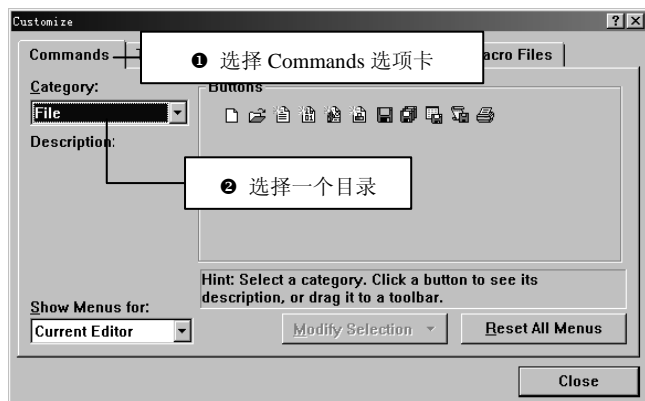 Customize
Commands
❶ 选择 Commands 选项卡
acro Files
Category:
Buttons
File
Description:
❷ 选择一个目录
Hint: Select a category. Click a button to see its
description, or drag it to a toolbar.
Show Menus for:
Current Editor
Modify Selection
Reset All Menus
Close